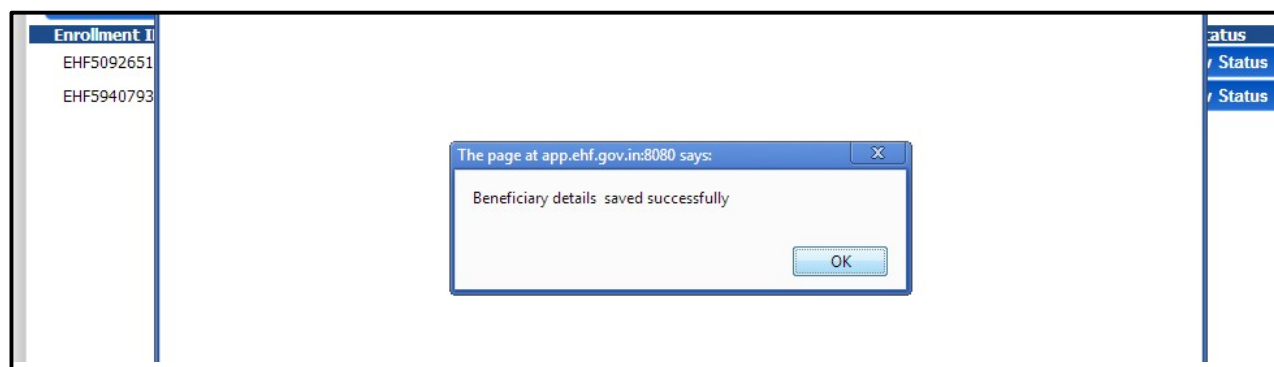 Enrollment I
atus
EHF5092651
Status
EHF5940793
Status
The page at app.ehf.gov.in:8080 says:
X
Beneficiary details saved successfully
OK